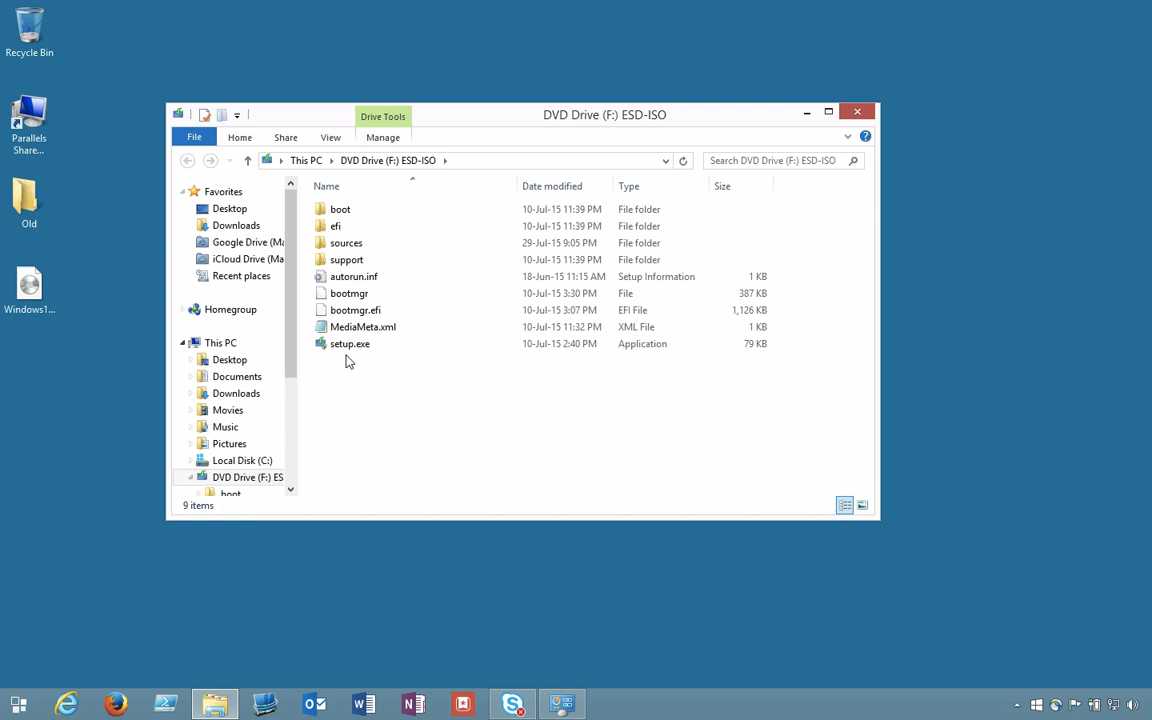 Recycle Bin
Parallels
Share...
Old
Windows1...
Drive Tools
DVD Drive (F:) ESD-ISO
File
Home
Share
View
Manage
This PC
DVD Drive (F:) ESD-ISO
Search DVD Drive (F:) ESD-ISO
Favorites
Desktop
Downloads
Google Drive (Ma
iCloud Drive (Ma
Recent places
Homegroup
This PC
Desktop
Documents
Downloads
Movies
Music
Pictures
Local Disk (C:)
DVD Drive (F:) ES
boot
Name Date modified Type Size
boot 10-Jul-15 11:39 PM File folder
efi 10-Jul-15 11:39 PM File folder
sources 29-Jul-15 9:05 PM File folder
support 10-Jul-15 11:39 PM File folder
autorun.inf 18-Jun-15 11:15 AM Setup Information 1 KB
bootmgr 10-Jul-15 3:30 PM File 387 KB
bootmgr.efi 10-Jul-15 3:07 PM EFI File 1,126 KB
MediaMeta.xml 10-Jul-15 11:32 PM XML File 1 KB
setup.exe 10-Jul-15 2:40 PM Application 79 KB
9 items